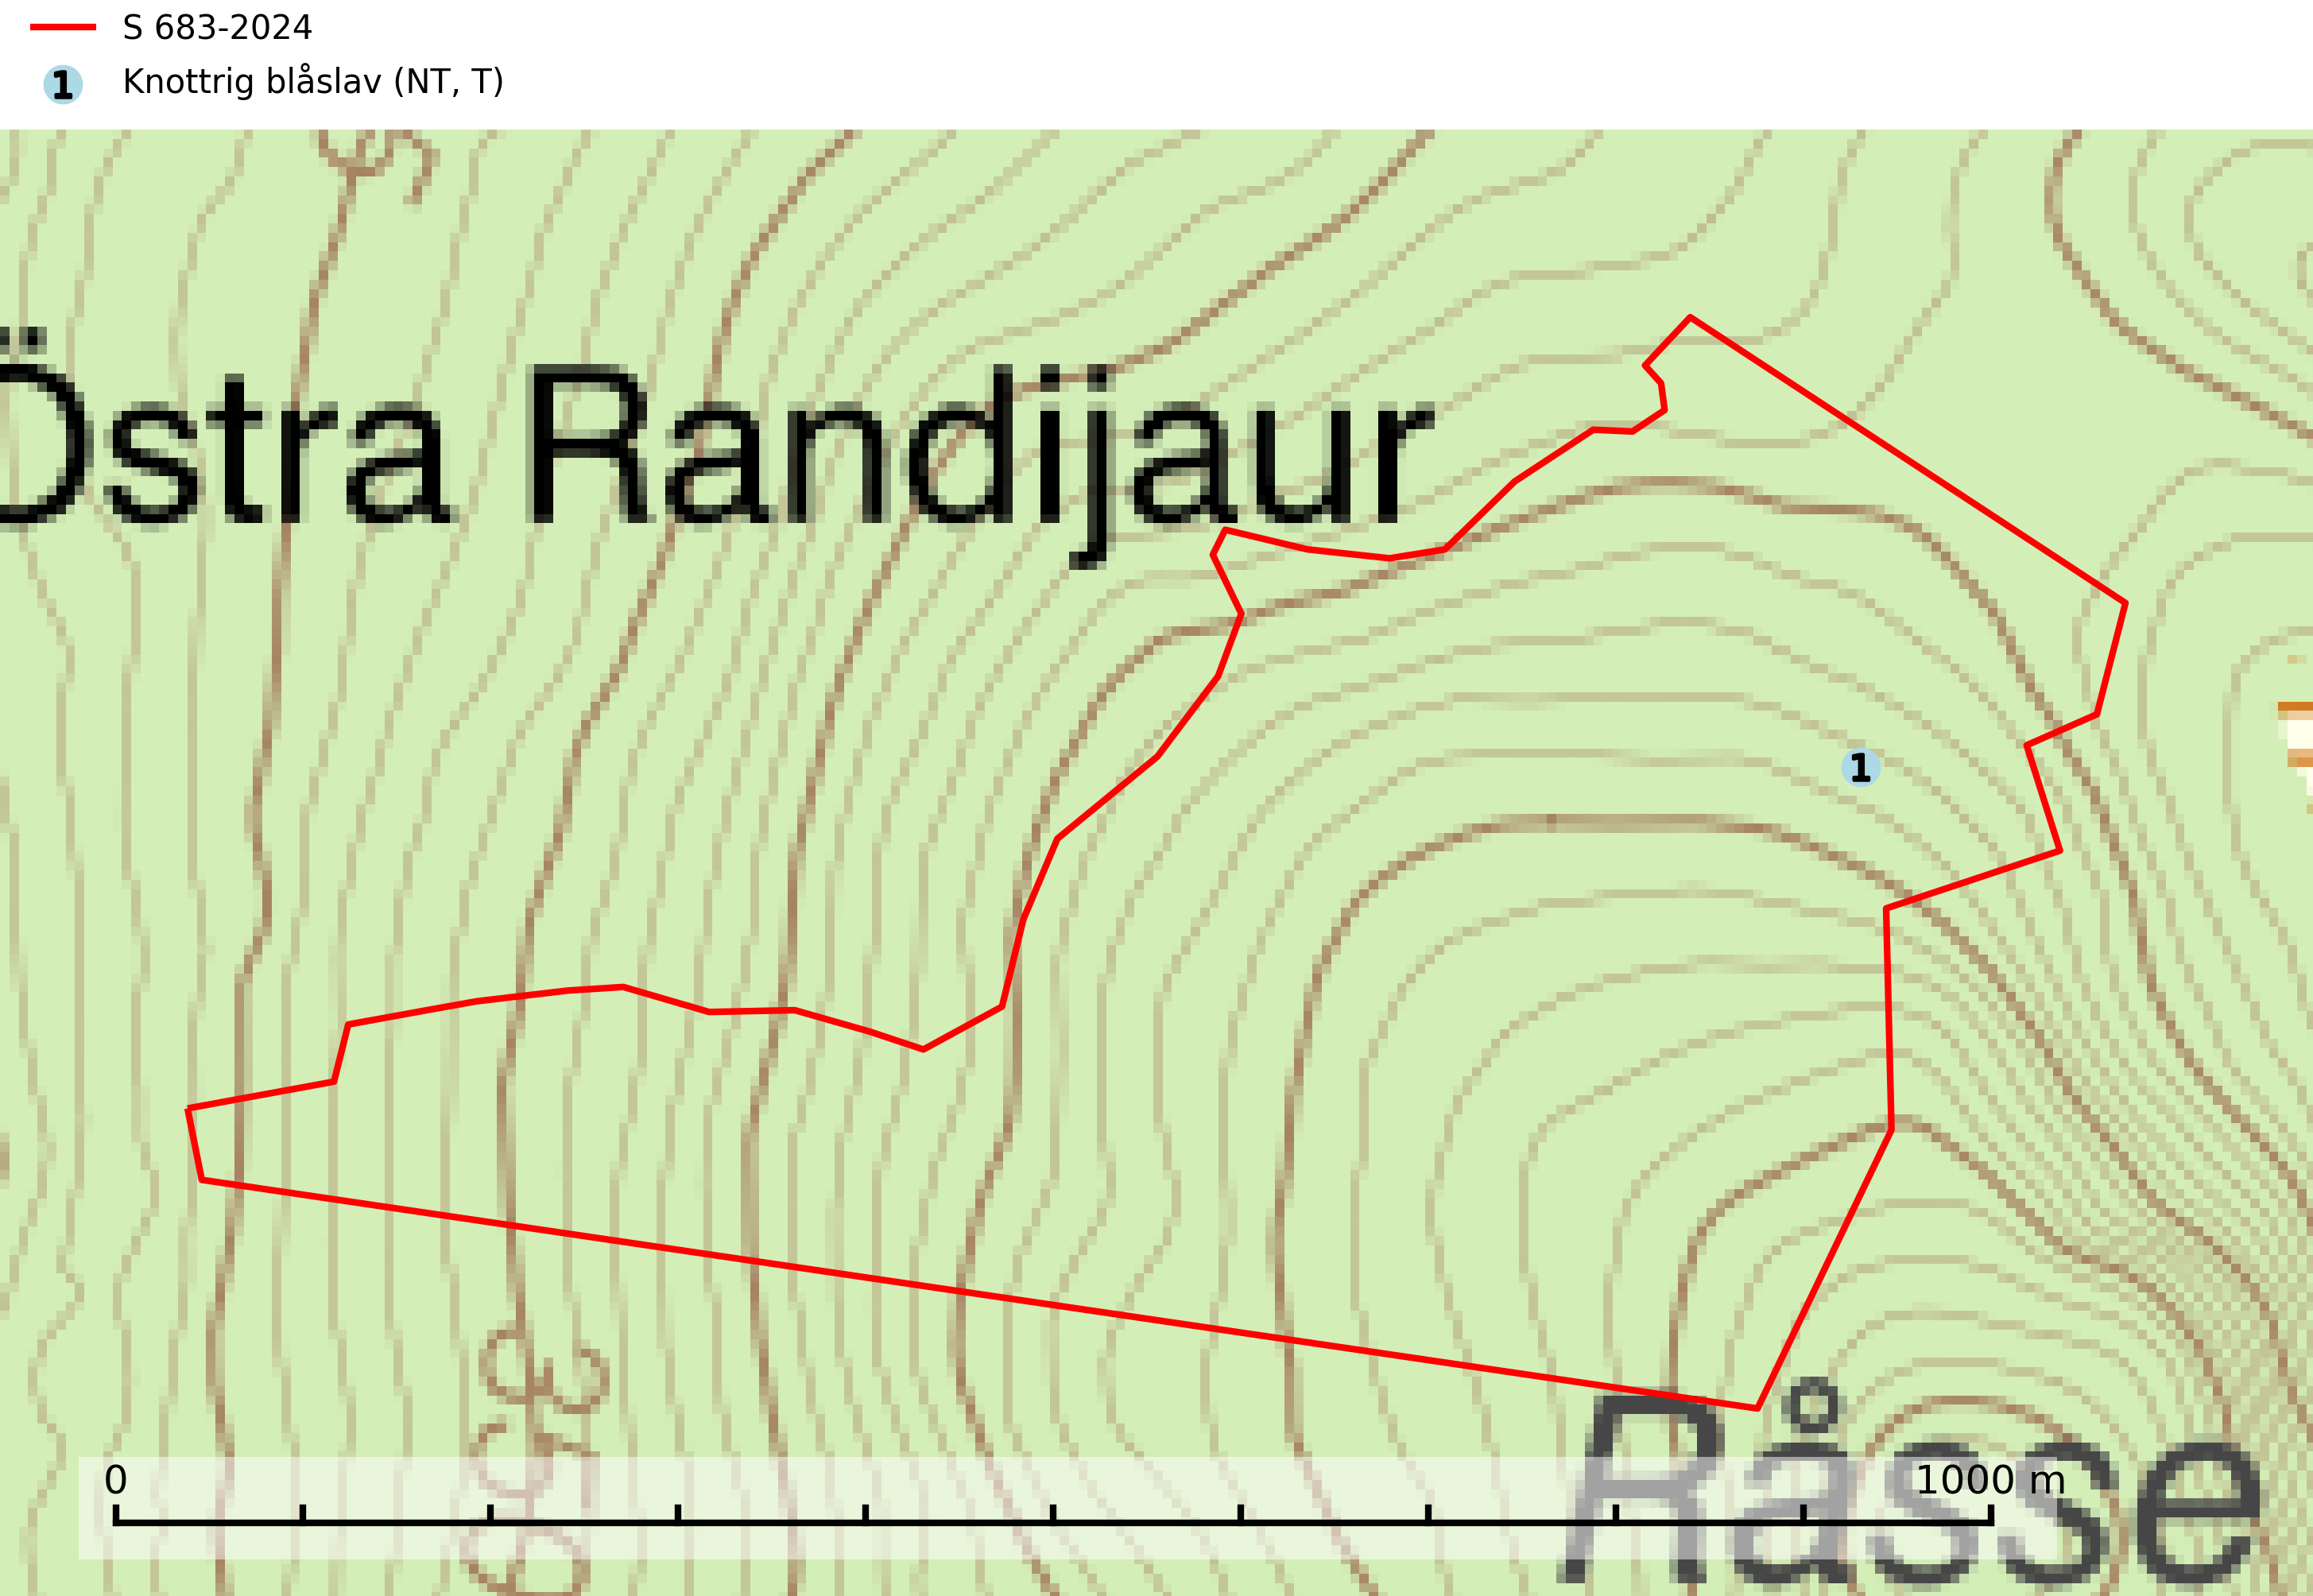 S 683-2024
1 Knottrig blåslav (NT, T)
Östra Randijaur
1
Råsse
0 1000 m